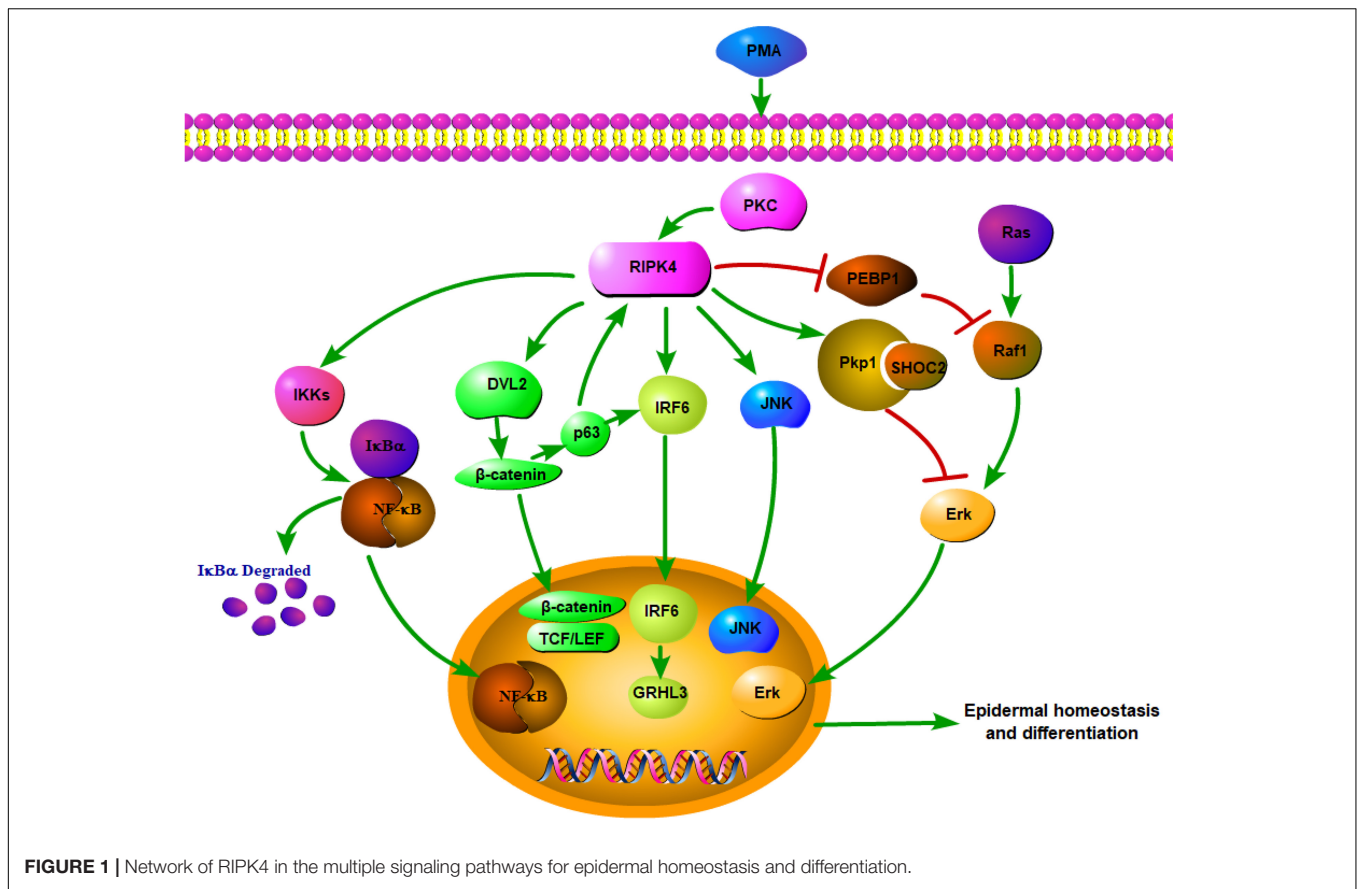 PMA
PKC
Ras
RIPK4
PEBP1
Raf1
Pkp1
SHOC2
IKKs
DVL2
IRF6
JNK
p63
IκBα
β-catenin
NF-κB
Erk
IκBα Degraded
β-catenin
TCF/LEF
IRF6
JNK
NF-κB
GRHL3
Erk
Epidermal homeostasis
and differentiation
FIGURE 1 | Network of RIPK4 in the multiple signaling pathways for epidermal homeostasis and differentiation.